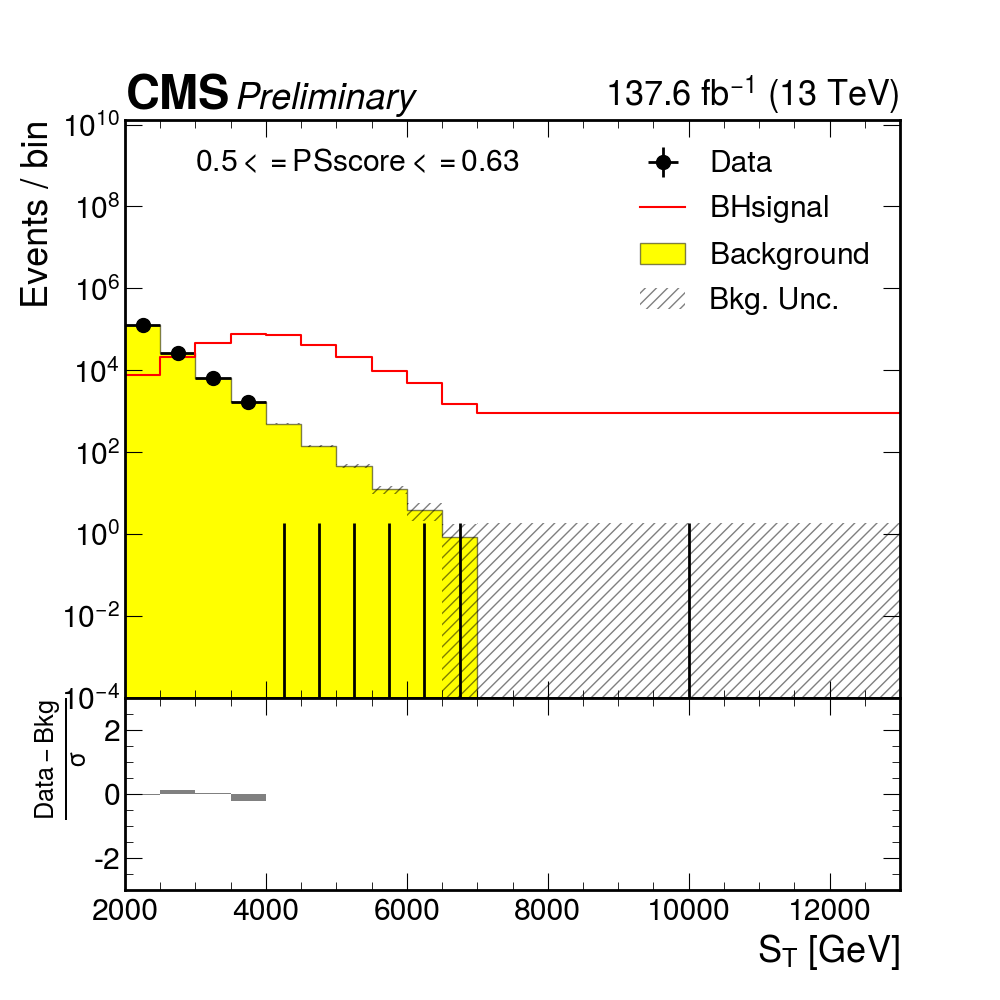 CMS Preliminary 137.6 fb⁻¹ (13 TeV)
Events / bin
10¹⁰
10⁸
10⁶
10⁴
10²
10⁰
10⁻²
10⁻⁴
0.5 < = PSscore < = 0.63
Data
BHsignal
Background
Bkg. Unc.
Data – Bkg
σ
2
0
-2
2000 4000 6000 8000 10000 12000
S_T [GeV]